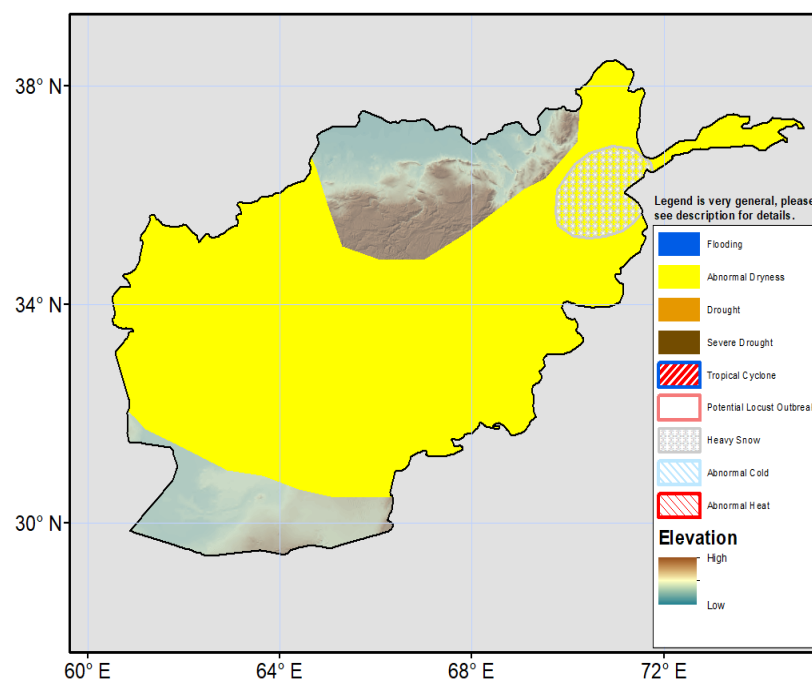 38° N
34° N
30° N
60° E
64° E
68° E
72° E
Legend is very general, please
see description for details.
Flooding
Abnormal Dryness
Drought
Severe Drought
Tropical Cyclone
Potential Locust Outbreak
Heavy Snow
Abnormal Cold
Abnormal Heat
Elevation
High
Low